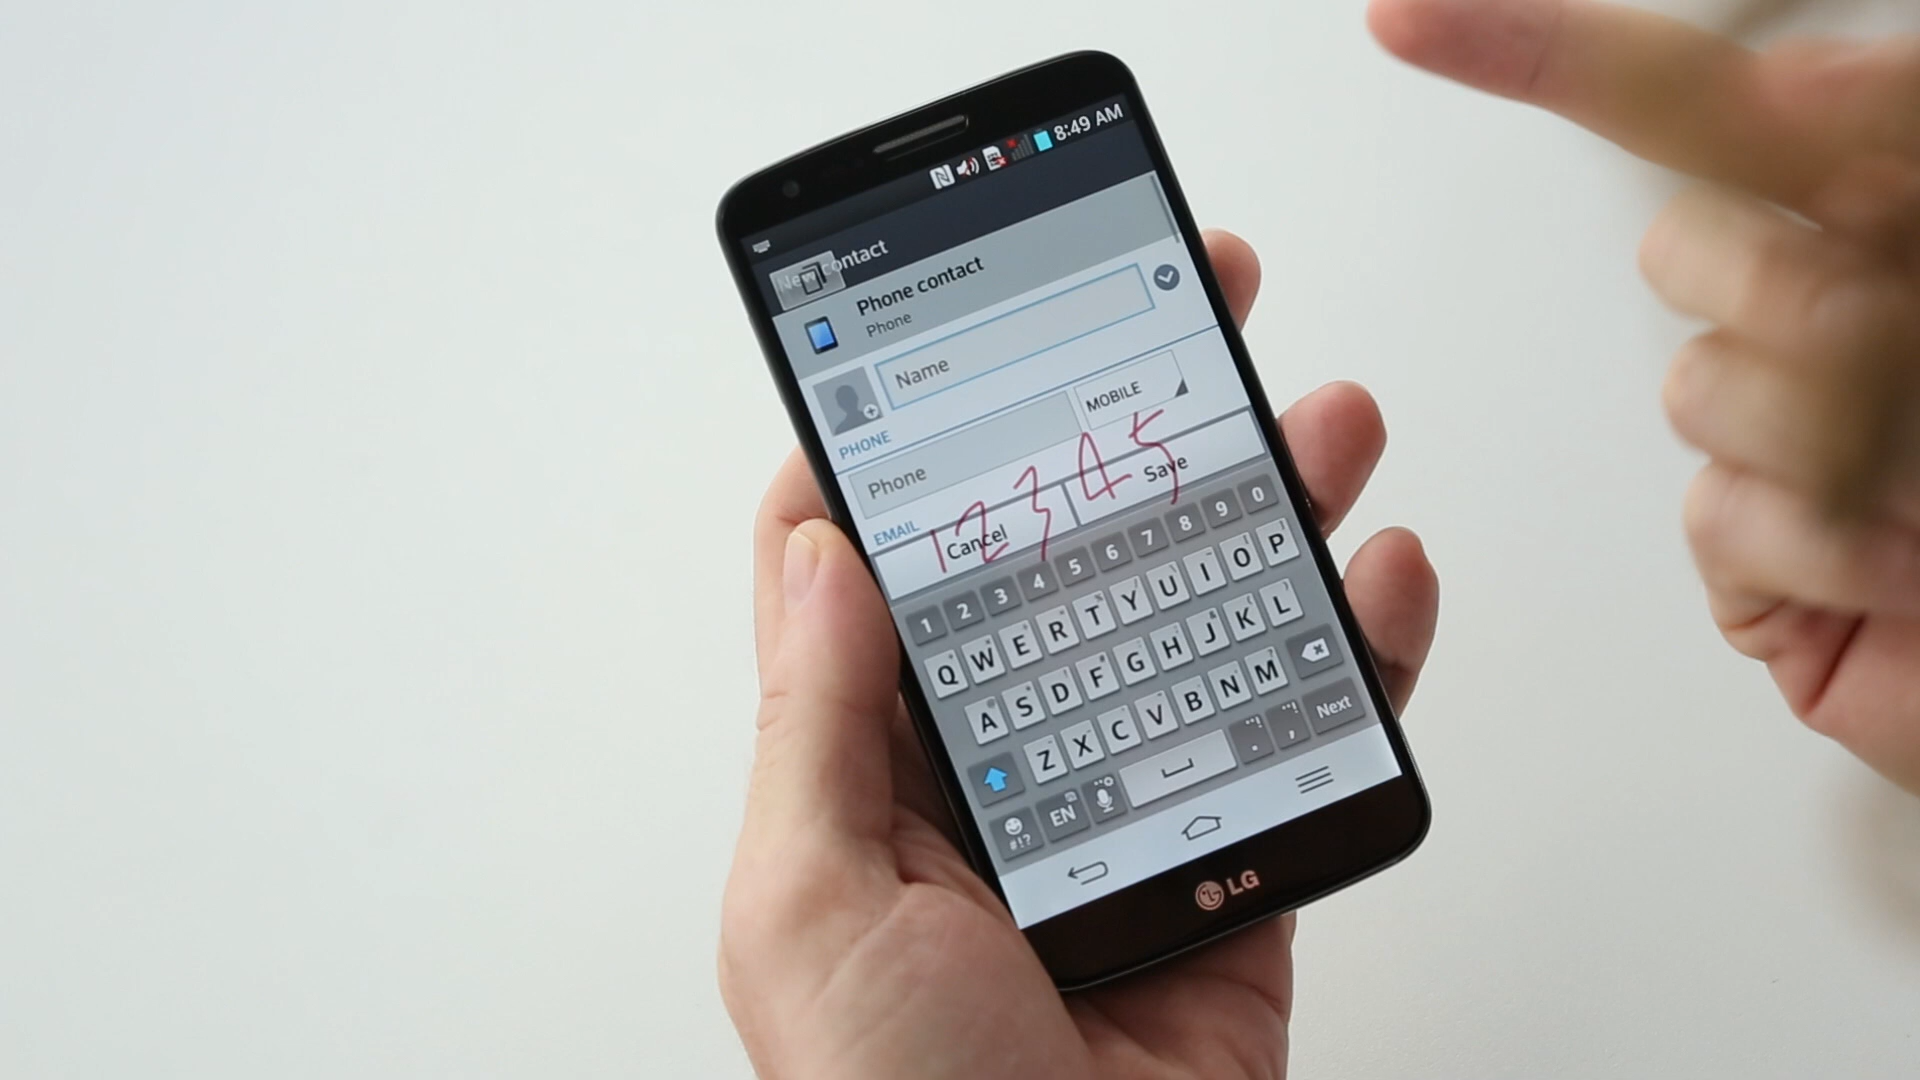 8:49 AM
New contact
Phone contact
Phone
Name
PHONE
Phone
MOBILE
EMAIL
12345
Cancel
Save
1 2 3 4 5 6 7 8 9 0
Q W E R T Y U I O P
A S D F G H J K L
Z X C V B N M
#!? EN . , Next
LG